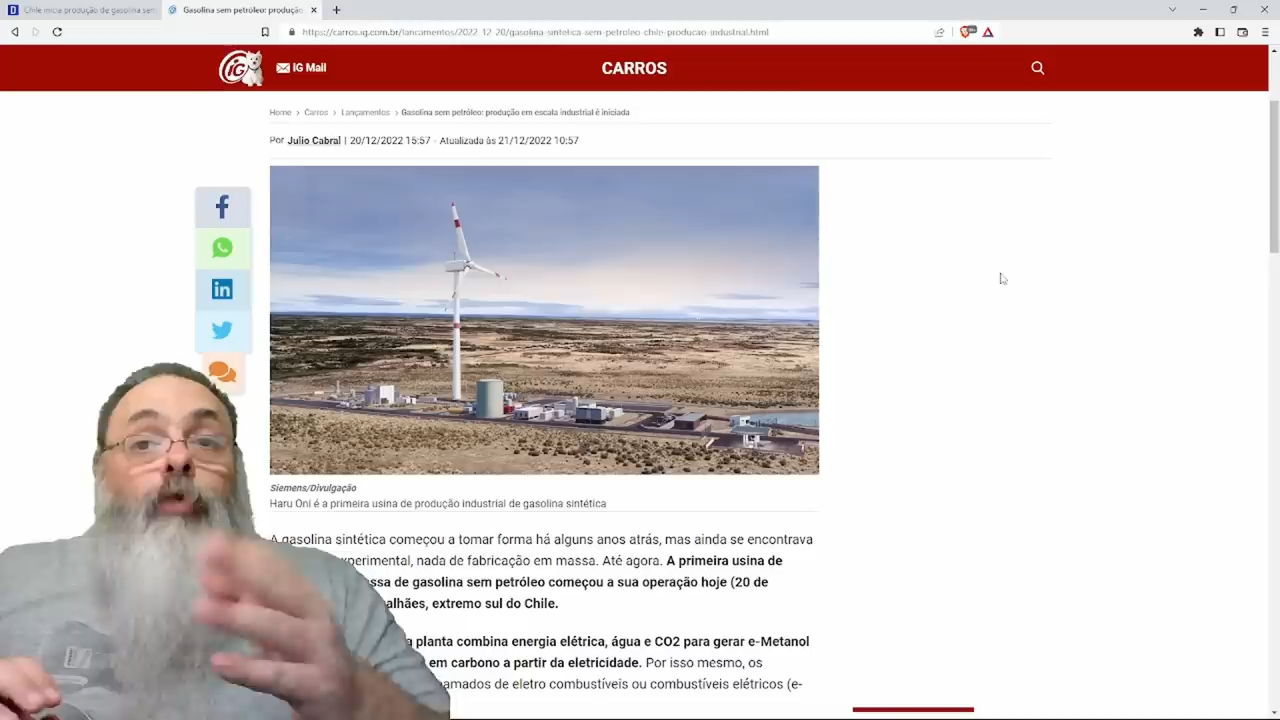 Chile inicia produção de gasolina sem
Gasolina sem petróleo: produção
https://carros.ig.com.br/lancamentos/2022-12-20/gasolina-sintetica-sem-petroleo-chile-producao-industrial.html
iG
iG Mail
CARROS
Home > Carros > Lançamentos > Gasolina sem petróleo: produção em escala industrial é iniciada
Por Julio Cabral | 20/12/2022 15:57 - Atualizada às 21/12/2022 10:57
Siemens/Divulgação
Haru Oni é a primeira usina de produção industrial de gasolina sintética
A gasolina sintética começou a tomar forma há alguns anos atrás, mas ainda se encontrava
experimental, nada de fabricação em massa. Até agora. A primeira usina de
ssa de gasolina sem petróleo começou a sua operação hoje (20 de
alhães, extremo sul do Chile.
a planta combina energia elétrica, água e CO2 para gerar e-Metanol
em carbono a partir da eletricidade. Por isso mesmo, os
amados de eletro combustíveis ou combustíveis elétricos (e-